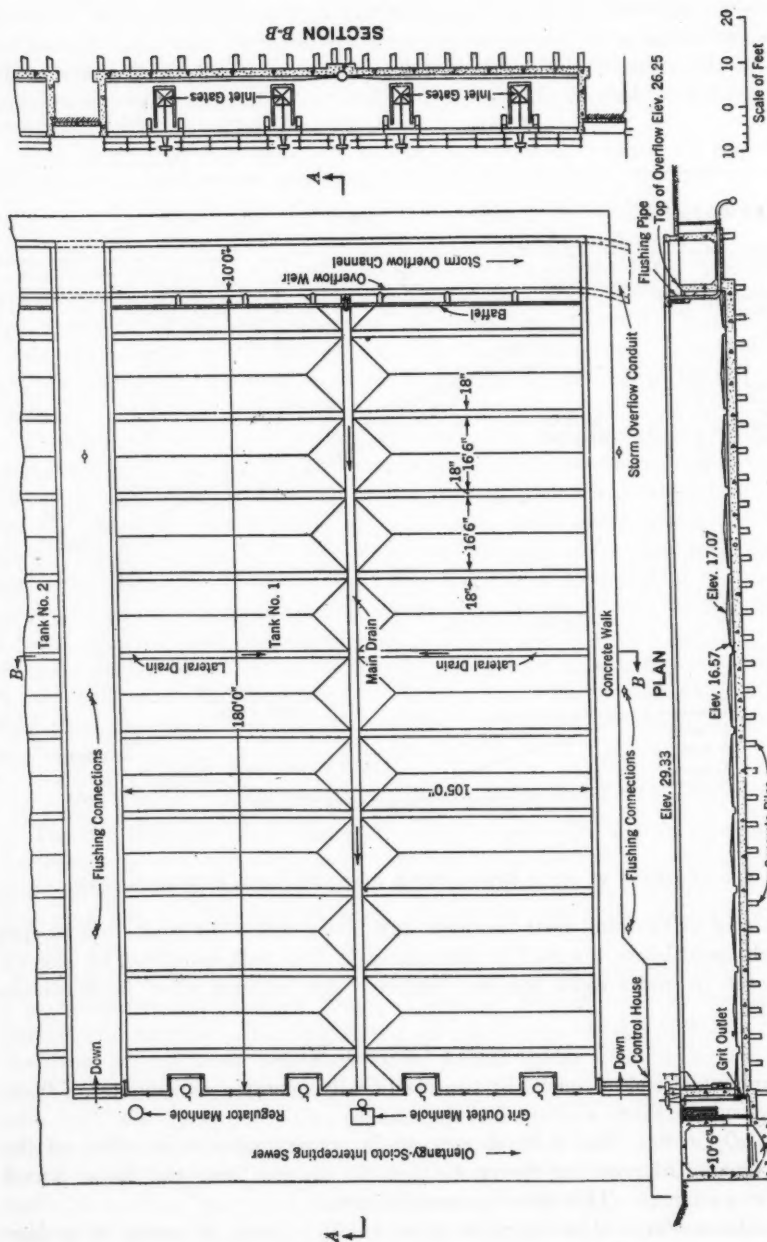 SECTION B-B
Inlet Gates
Inlet Gates
20
10
0
10
Scale of Feet
A
Tank No. 2
B
Flushing Connections
Down
10'0"
Storm Overflow Channel
Overflow Weir
Baffel
18"
16'6"
18"
16'6"
18"
Tank No. 1
Lateral Drain
Main Drain
Lateral Drain
180'0"
105'0"
Concrete Walk
B
Storm Overflow Conduit
Flushing Connections
Down
Control House
Regulator Manhole
Grit Outlet Manhole
Olentangy-Scioto Intercepting Sewer
A
PLAN
Flushing Pipe
Top of Overflow Elev. 26.25
Elev. 29.33
Elev. 17.07
Elev. 16.57
Grit Outlet
10'6"